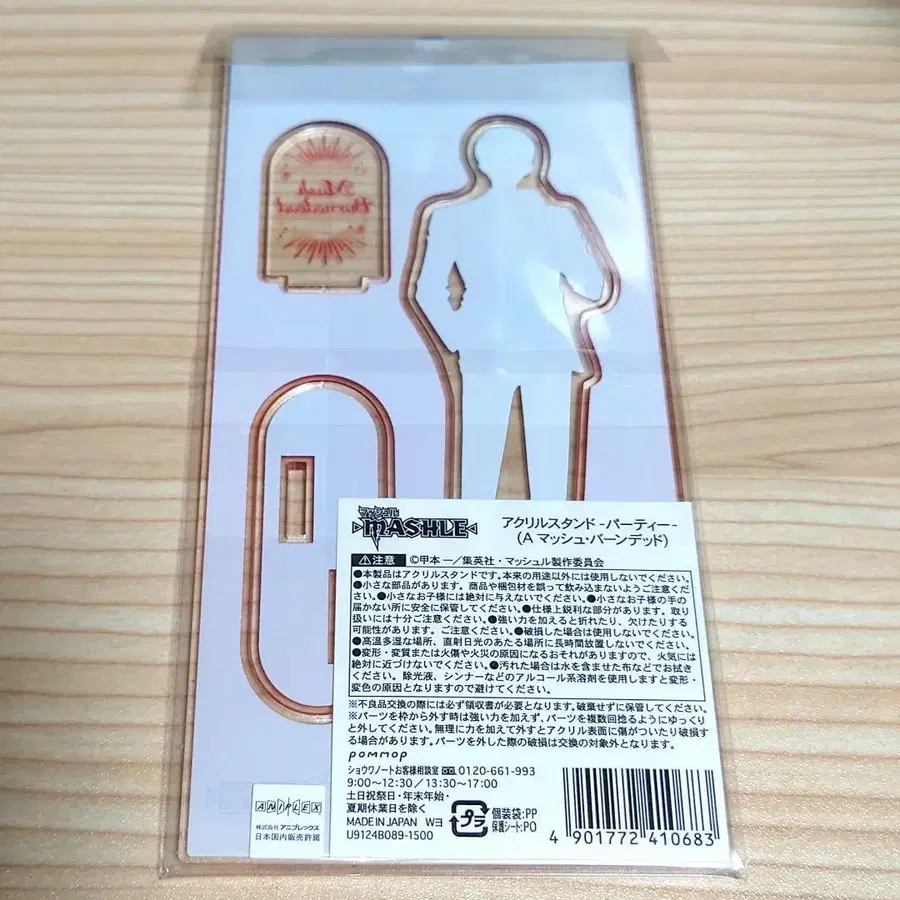 Mash
Burnedead
マッシュル
MASHLE
アクリルスタンド -パーティー-
(A マッシュ・バーンデッド)
⚠注意 ©甲本 一／集英社・マッシュル製作委員会
●本製品はアクリルスタンドです。本来の用途以外には使用しないでください。
●小さな部品があります。商品や梱包材を誤って飲み込まないようご注意くだ
さい。●小さなお子様には絶対に与えないでください。●小さなお子様の手の
届かない所に安全に保管してください。●仕様上鋭利な部分があります。取り
扱いには十分ご注意ください。●強い力を加えると折れたり、欠けたりする
可能性があります。ご注意ください。●破損した場合は使用しないでください。
●高温多湿な場所、直射日光のあたる場所に長時間放置しないでください。
●変形・変質または火傷や火災の原因になるおそれがありますので、火気には
絶対に近づけないでください。●汚れた場合は水を含ませた布などでお拭き
ください。除光液、シンナーなどのアルコール系溶剤を使用しますと変形・
変色の原因となりますので避けてください。
※不良品交換の際には必ず領収書が必要となります。破棄せずに保管してください。
※パーツを枠から外す時は強い力を加えず、パーツを複数回捻るようにゆっくり
と外してください。無理に力を加えて外すとアクリル表面に傷がついたり破損す
る場合があります。パーツを外した際の破損は交換の対象外となります。
pommop
ショウワノートお客様相談室 0120-661-993
9:00～12:30／13:30～17:00
土日祝祭日・年末年始・
夏期休業日を除く
MADE IN JAPAN Wヨ
U9124B089-1500
プラ
個装袋:PP
保護シート:PO
4 901772 410683
ANIPLEX
株式会社 アニプレックス
日本国内販売許諾